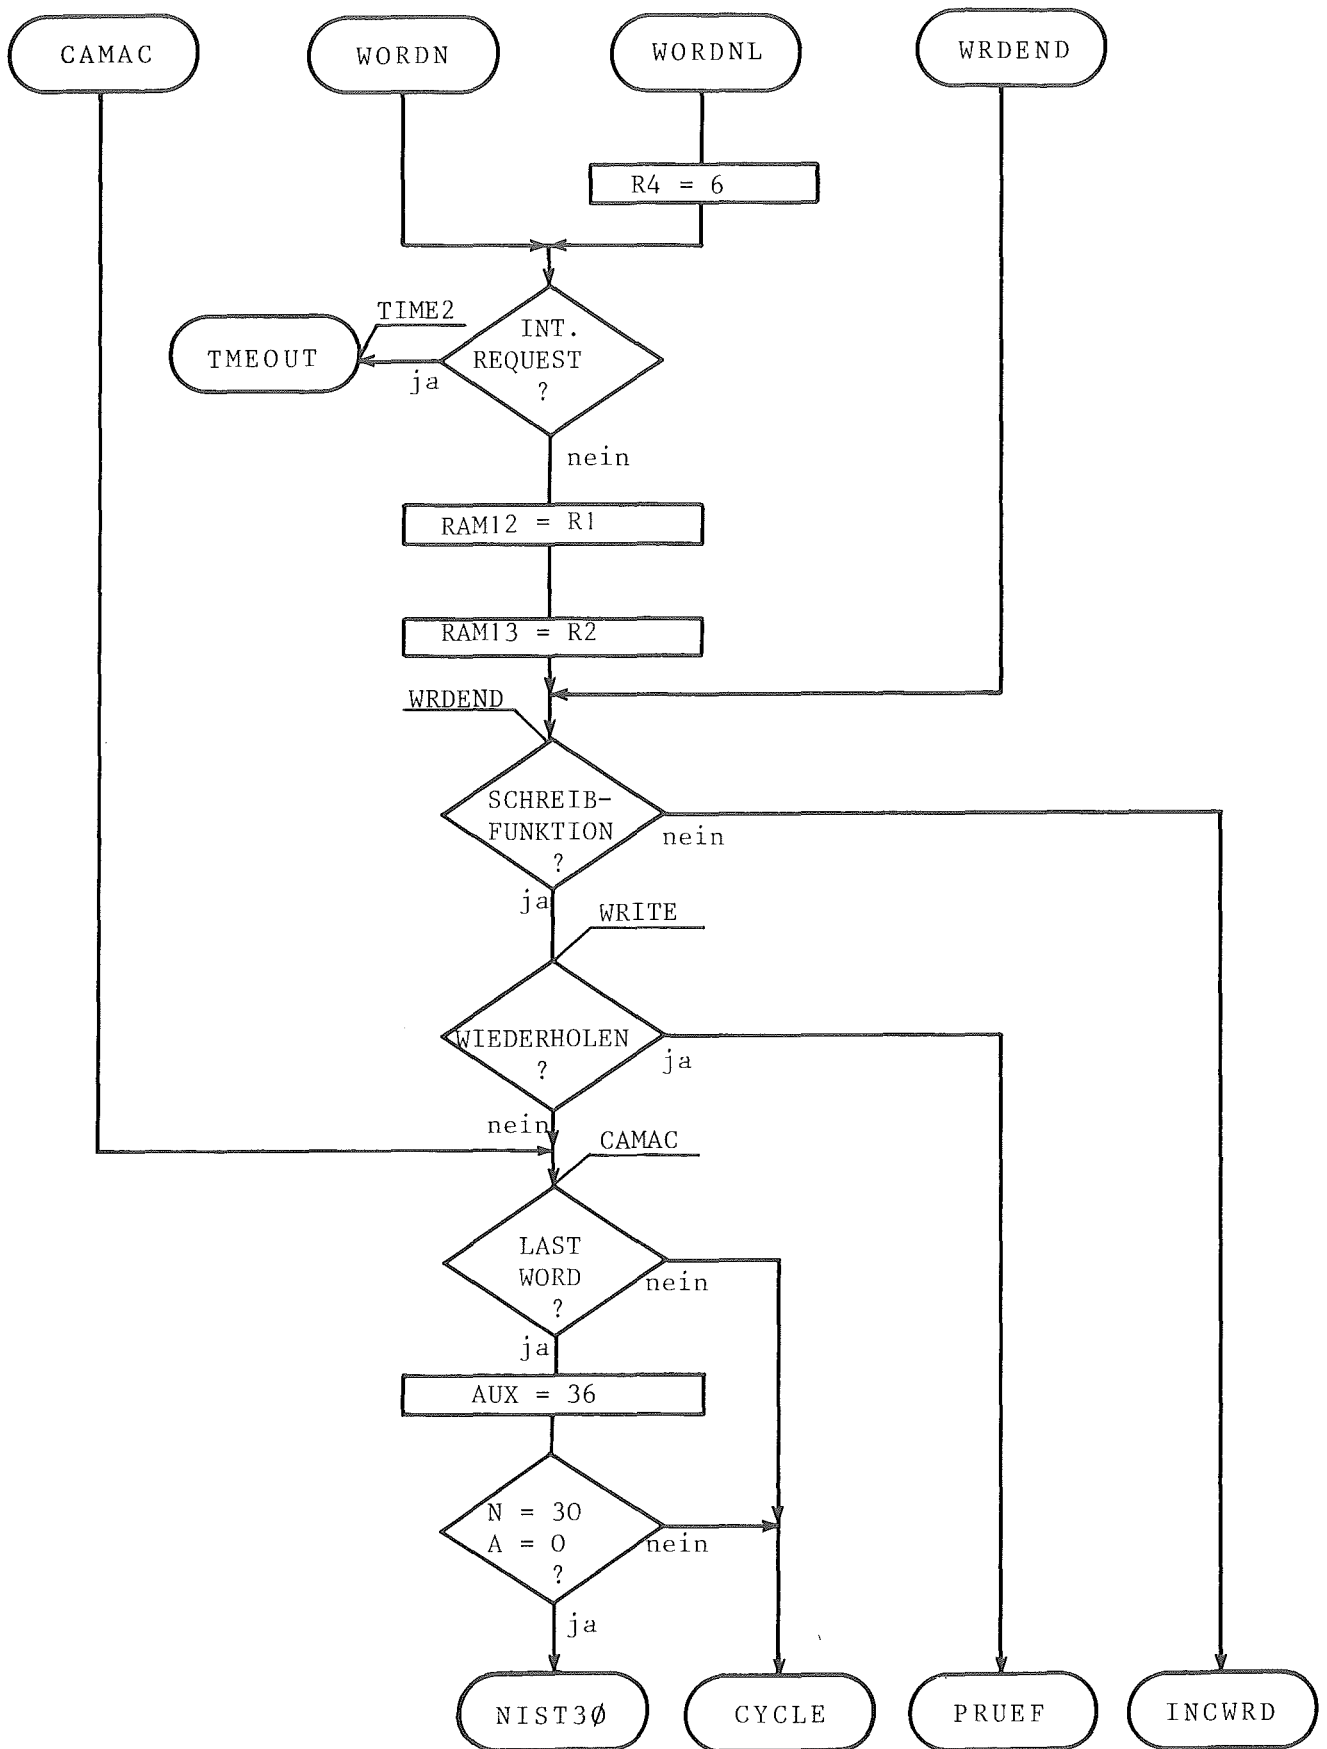 CAMAC
WORDN
WORDNL
WRDEND
R4 = 6
TIME2
TMEOUT
INT.
REQUEST
?
ja
nein
RAM12 = R1
RAM13 = R2
WRDEND
SCHREIB-
FUNKTION
?
nein
ja
WRITE
WIEDERHOLEN
?
ja
nein
CAMAC
LAST
WORD
?
nein
ja
AUX = 36
N = 30
A = 0
?
nein
ja
NIST3Ø
CYCLE
PRUEF
INCWRD